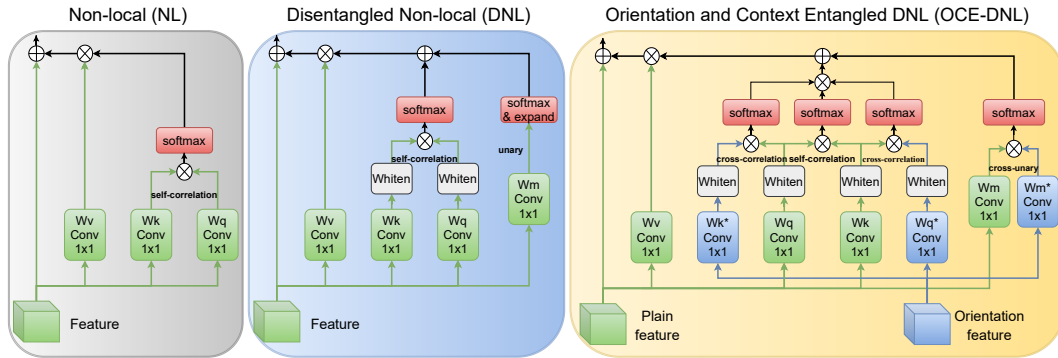 Non-local (NL)
softmax
self-correlation
Wv
Conv
1x1
Wk
Conv
1x1
Wq
Conv
1x1
Feature
Disentangled Non-local (DNL)
softmax
softmax
& expand
self-correlation
unary
Whiten
Whiten
Wv
Conv
1x1
Wk
Conv
1x1
Wq
Conv
1x1
Wm
Conv
1x1
Feature
Orientation and Context Entangled DNL (OCE-DNL)
softmax
softmax
softmax
softmax
cross-correlation
self-correlation
cross-correlation
cross-unary
Whiten
Whiten
Whiten
Whiten
Wv
Conv
1x1
Wk*
Conv
1x1
Wq
Conv
1x1
Wk
Conv
1x1
Wq*
Conv
1x1
Wm
Conv
1x1
Wm*
Conv
1x1
Plain
feature
Orientation
feature